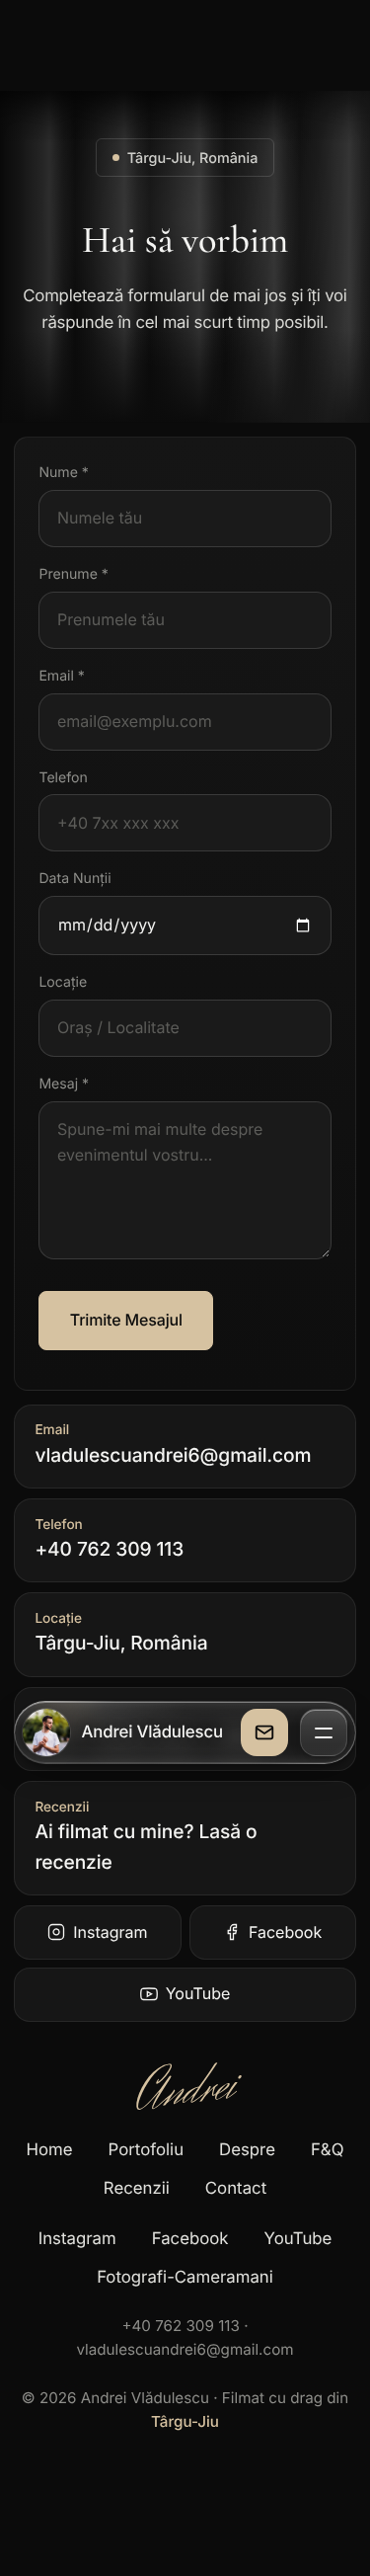 Târgu-Jiu, România
Hai să vorbim
Completează formularul de mai jos și îți voi
răspunde în cel mai scurt timp posibil.
Nume *
Numele tău
Prenume *
Prenumele tău
Email *
email@exemplu.com
Telefon
+40 7xx xxx xxx
Data Nunții
mm/dd/yyyy
Locație
Oraș / Localitate
Mesaj *
Spune-mi mai multe despre
evenimentul vostru...
Trimite Mesajul
Email
vladulescuandrei6@gmail.com
Telefon
+40 762 309 113
Locație
Târgu-Jiu, România
Andrei Vlădulescu
Recenzii
Ai filmat cu mine? Lasă o
recenzie
Instagram
Facebook
YouTube
Andrei
Home Portofoliu Despre F&Q
Recenzii Contact
Instagram Facebook YouTube
Fotografi-Cameramani
+40 762 309 113 ·
vladulescuandrei6@gmail.com
© 2026 Andrei Vlădulescu · Filmat cu drag din
Târgu-Jiu